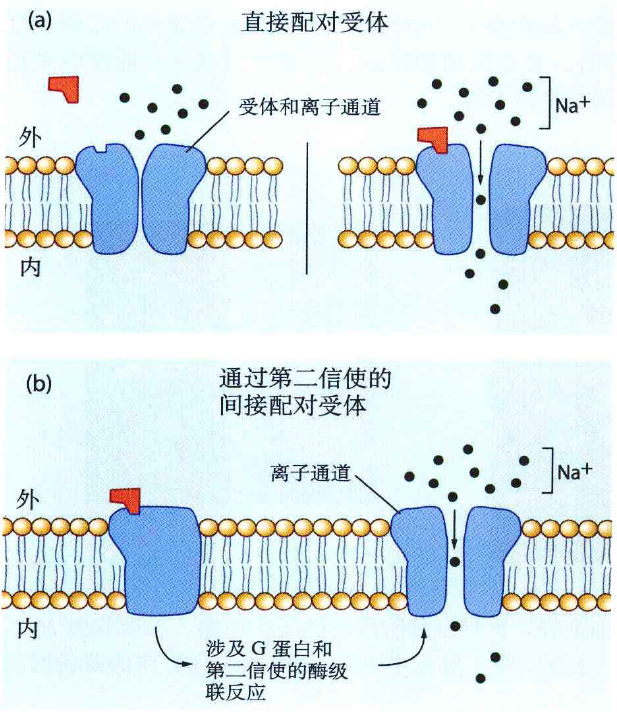 (a)
直接配对受体
受体和离子通道
Na+
外
内
(b)
通过第二信使的
间接配对受体
离子通道
Na+
外
内
涉及 G 蛋白和
第二信使的酶级
联反应